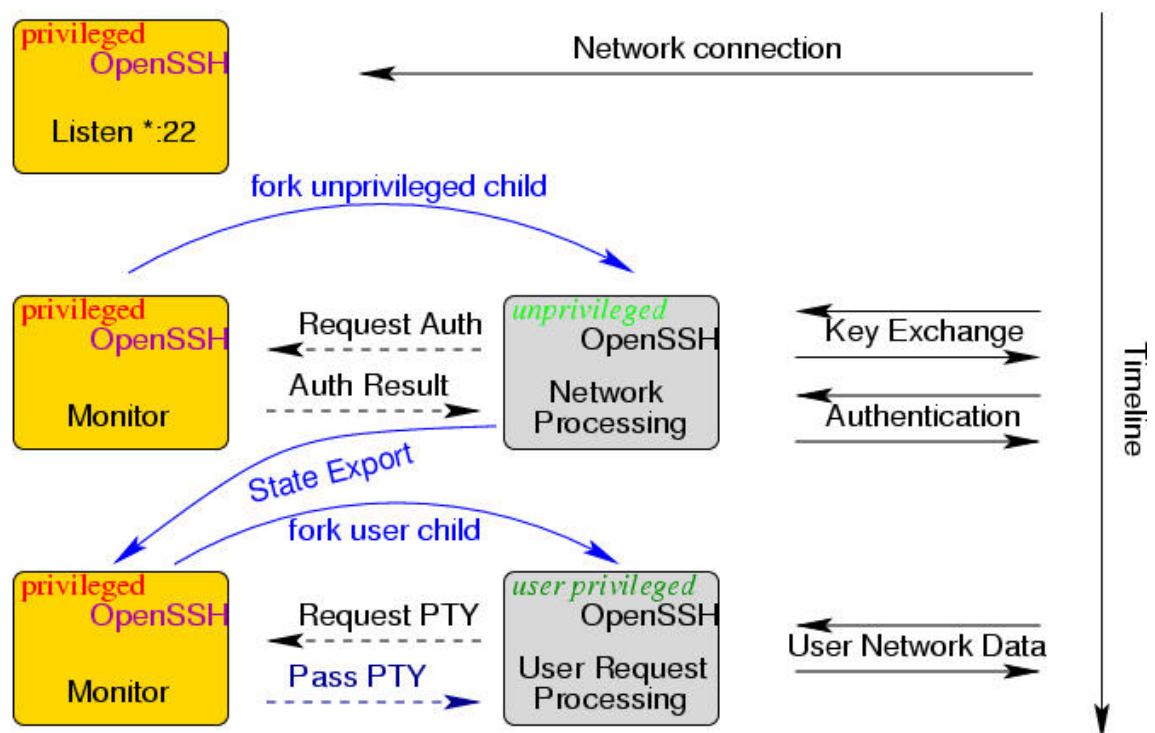 privileged
OpenSSH
Listen *:22
Network connection
fork unprivileged child
privileged
OpenSSH
Monitor
Request Auth
Auth Result
unprivileged
OpenSSH
Network
Processing
Key Exchange
Authentication
Timeline
State Export
fork user child
privileged
OpenSSH
Monitor
Request PTY
Pass PTY
user privileged
OpenSSH
User Request
Processing
User Network Data